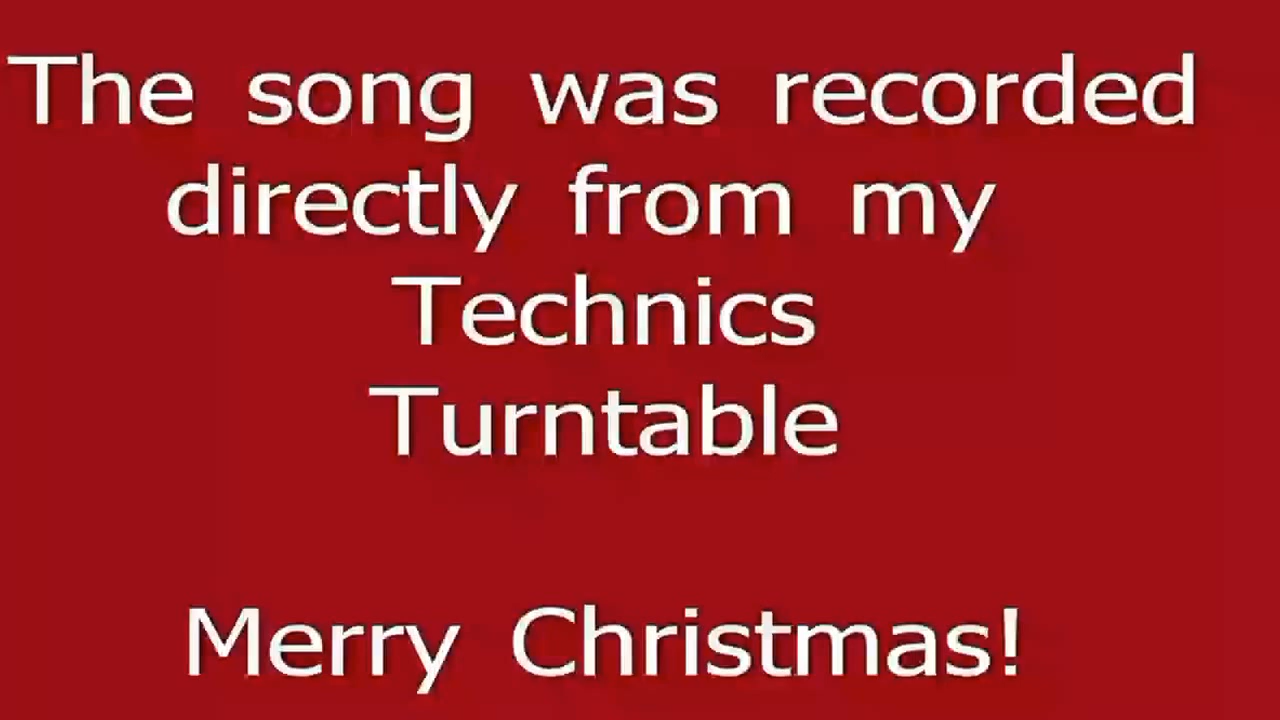 The song was recorded
directly from my
Technics
Turntable
Merry Christmas!